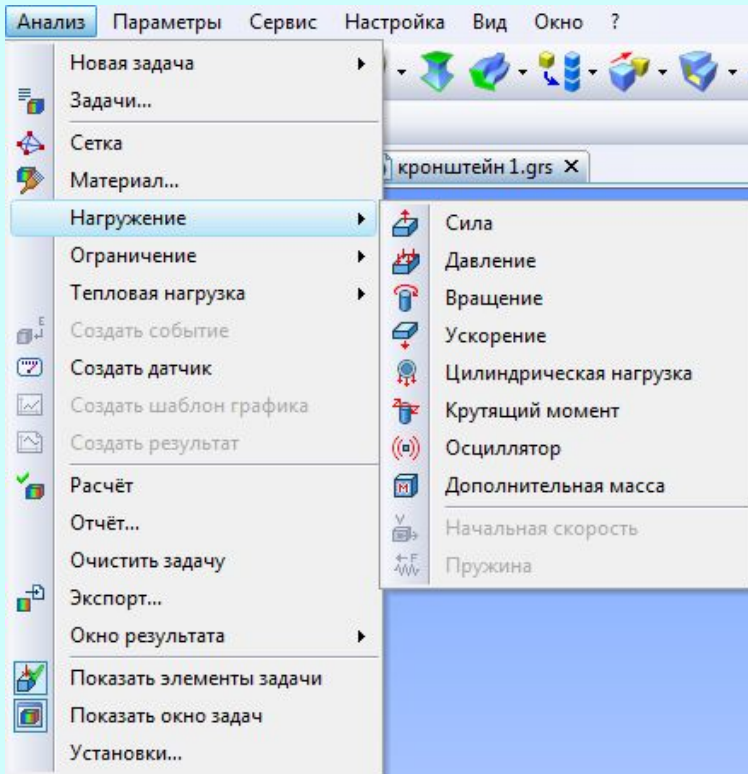 Анализ Параметры Сервис Настройка Вид Окно ?
Новая задача
Задачи...
Сетка
Материал...
кронштейн 1.grs X
Нагружение
Ограничение
Тепловая нагрузка
Создать событие
Создать датчик
Создать шаблон графика
Создать результат
Расчёт
Отчёт...
Очистить задачу
Экспорт...
Окно результата
Показать элементы задачи
Показать окно задач
Установки...
Сила
Давление
Вращение
Ускорение
Цилиндрическая нагрузка
Крутящий момент
Осциллятор
Дополнительная масса
Начальная скорость
Пружина